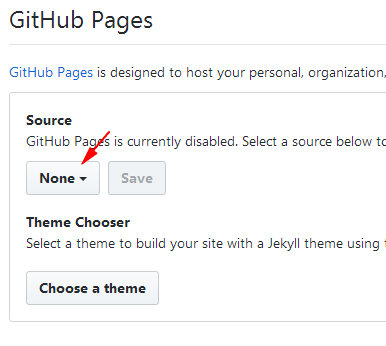 GitHub Pages
GitHub Pages is designed to host your personal, organization,
Source
GitHub Pages is currently disabled. Select a source below to
None Save
Theme Chooser
Select a theme to build your site with a Jekyll theme using
Choose a theme